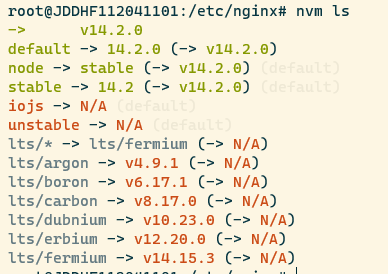 root@JDDHF112041101:/etc/nginx# nvm ls
->       v14.2.0
default -> 14.2.0 (-> v14.2.0)
node -> stable (-> v14.2.0) (default)
stable -> 14.2 (-> v14.2.0) (default)
iojs -> N/A (default)
unstable -> N/A (default)
lts/* -> lts/fermium (-> N/A)
lts/argon -> v4.9.1 (-> N/A)
lts/boron -> v6.17.1 (-> N/A)
lts/carbon -> v8.17.0 (-> N/A)
lts/dubnium -> v10.23.0 (-> N/A)
lts/erbium -> v12.20.0 (-> N/A)
lts/fermium -> v14.15.3 (-> N/A)